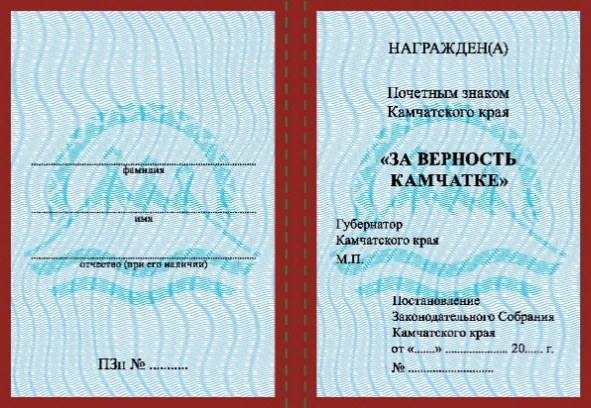 ................................................
фамилия
................................................
имя
................................................
отчество (при его наличии)
ПЗц № ..........
НАГРАЖДЕН(А)
Почетным знаком
Камчатского края
«ЗА ВЕРНОСТЬ
КАМЧАТКЕ»
Губернатор
Камчатского края
М.П.
Постановление
Законодательного Собрания
Камчатского края
от «......» .................... 20...... г.
№ ...........................